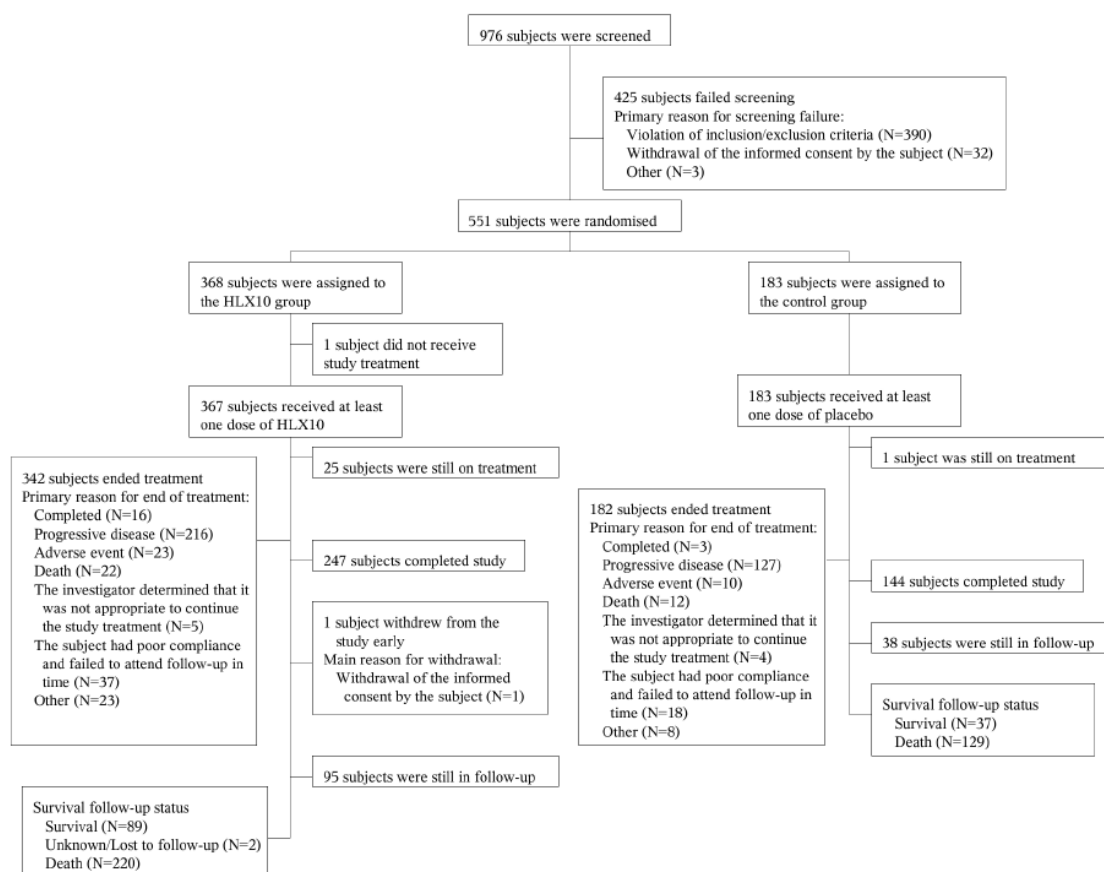 976 subjects were screened
425 subjects failed screening
Primary reason for screening failure:
Violation of inclusion/exclusion criteria (N=390)
Withdrawal of the informed consent by the subject (N=32)
Other (N=3)
551 subjects were randomised
368 subjects were assigned to
the HLX10 group
183 subjects were assigned to
the control group
1 subject did not receive
study treatment
367 subjects received at least
one dose of HLX10
183 subjects received at least
one dose of placebo
25 subjects were still on treatment
1 subject was still on treatment
342 subjects ended treatment
Primary reason for end of treatment:
Completed (N=16)
Progressive disease (N=216)
Adverse event (N=23)
Death (N=22)
The investigator determined that it
was not appropriate to continue
the study treatment (N=5)
The subject had poor compliance
and failed to attend follow-up in
time (N=37)
Other (N=23)
247 subjects completed study
1 subject withdrew from the
study early
Main reason for withdrawal:
Withdrawal of the informed
consent by the subject (N=1)
95 subjects were still in follow-up
Survival follow-up status
Survival (N=89)
Unknown/Lost to follow-up (N=2)
Death (N=220)
182 subjects ended treatment
Primary reason for end of treatment:
Completed (N=3)
Progressive disease (N=127)
Adverse event (N=10)
Death (N=12)
The investigator determined that it
was not appropriate to continue
the study treatment (N=4)
The subject had poor compliance
and failed to attend follow-up in
time (N=18)
Other (N=8)
144 subjects completed study
38 subjects were still in follow-up
Survival follow-up status
Survival (N=37)
Death (N=129)